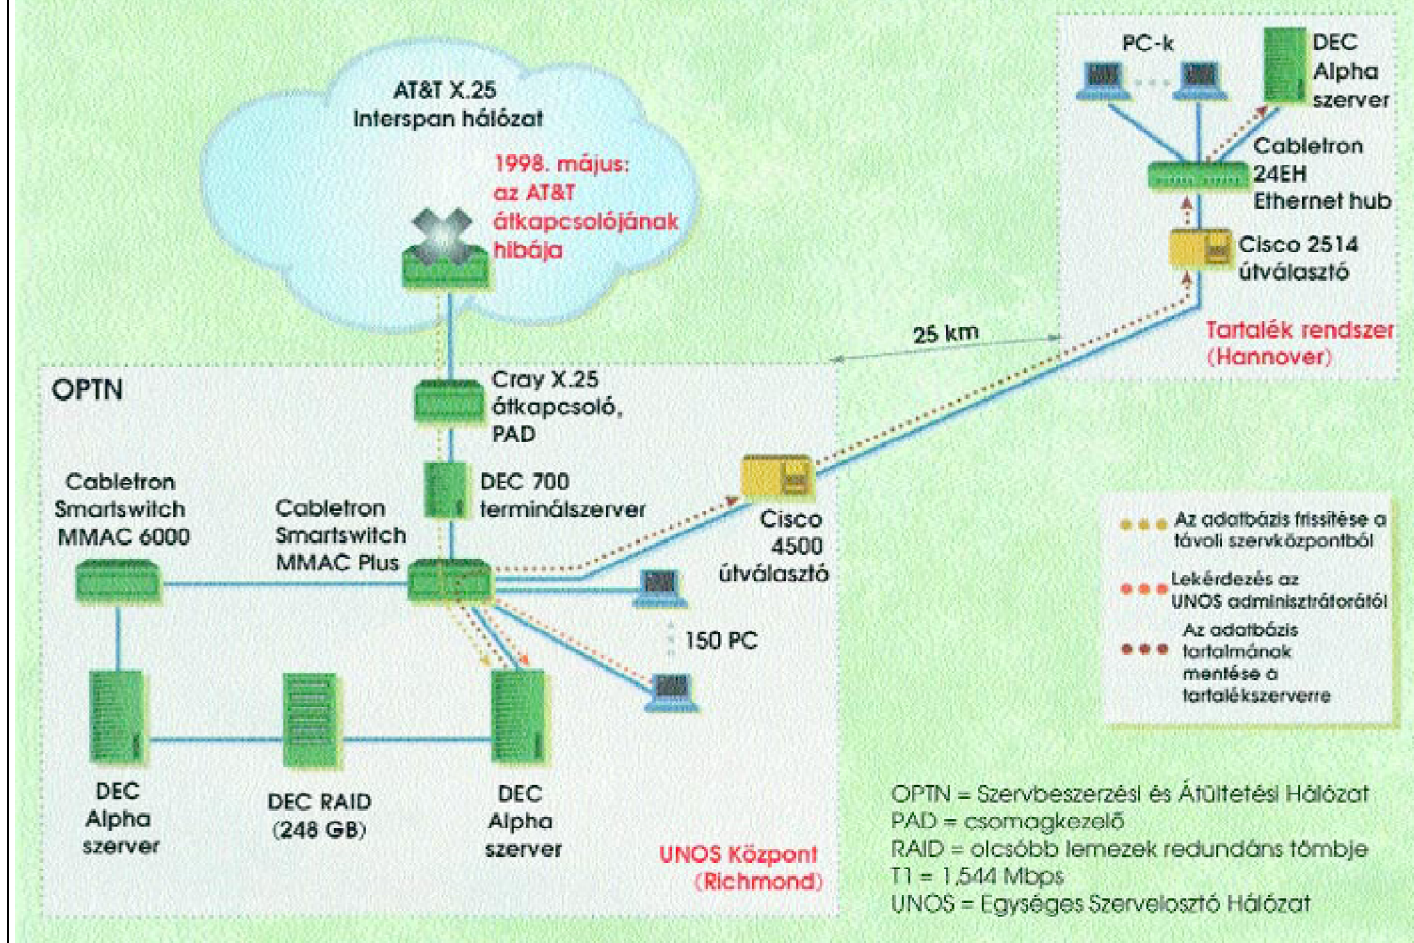 AT&T X.25
Interspan hálózat
1998. május:
az AT&T
átkapcsolójának
hibája
PC-k
DEC
Alpha
szerver
Cabletron
24EH
Ethernet hub
Cisco 2514
útválasztó
Tartalék rendszer
(Hannover)
25 km
OPTN
Cray X.25
átkapcsoló,
PAD
DEC 700
terminálszerver
Cabletron
Smartswitch
MMAC 6000
Cabletron
Smartswitch
MMAC Plus
Cisco
4500
útválasztó
150 PC
DEC
Alpha
szerver
DEC RAID
(248 GB)
DEC
Alpha
szerver
UNOS Központ
(Richmond)
Az adatbázis frissítése a
távoli szervközpontból
Lekérdezés az
UNOS adminisztrátorától
Az adatbázis
tartalmának
mentése a
tartalékszerverre
OPTN = Szervbeszerzési és Átültetési Hálózat
PAD = csomagkezelő
RAID = olcsóbb lemezek redundáns tömbje
T1 = 1,544 Mbps
UNOS = Egységes Szervelosztó Hálózat